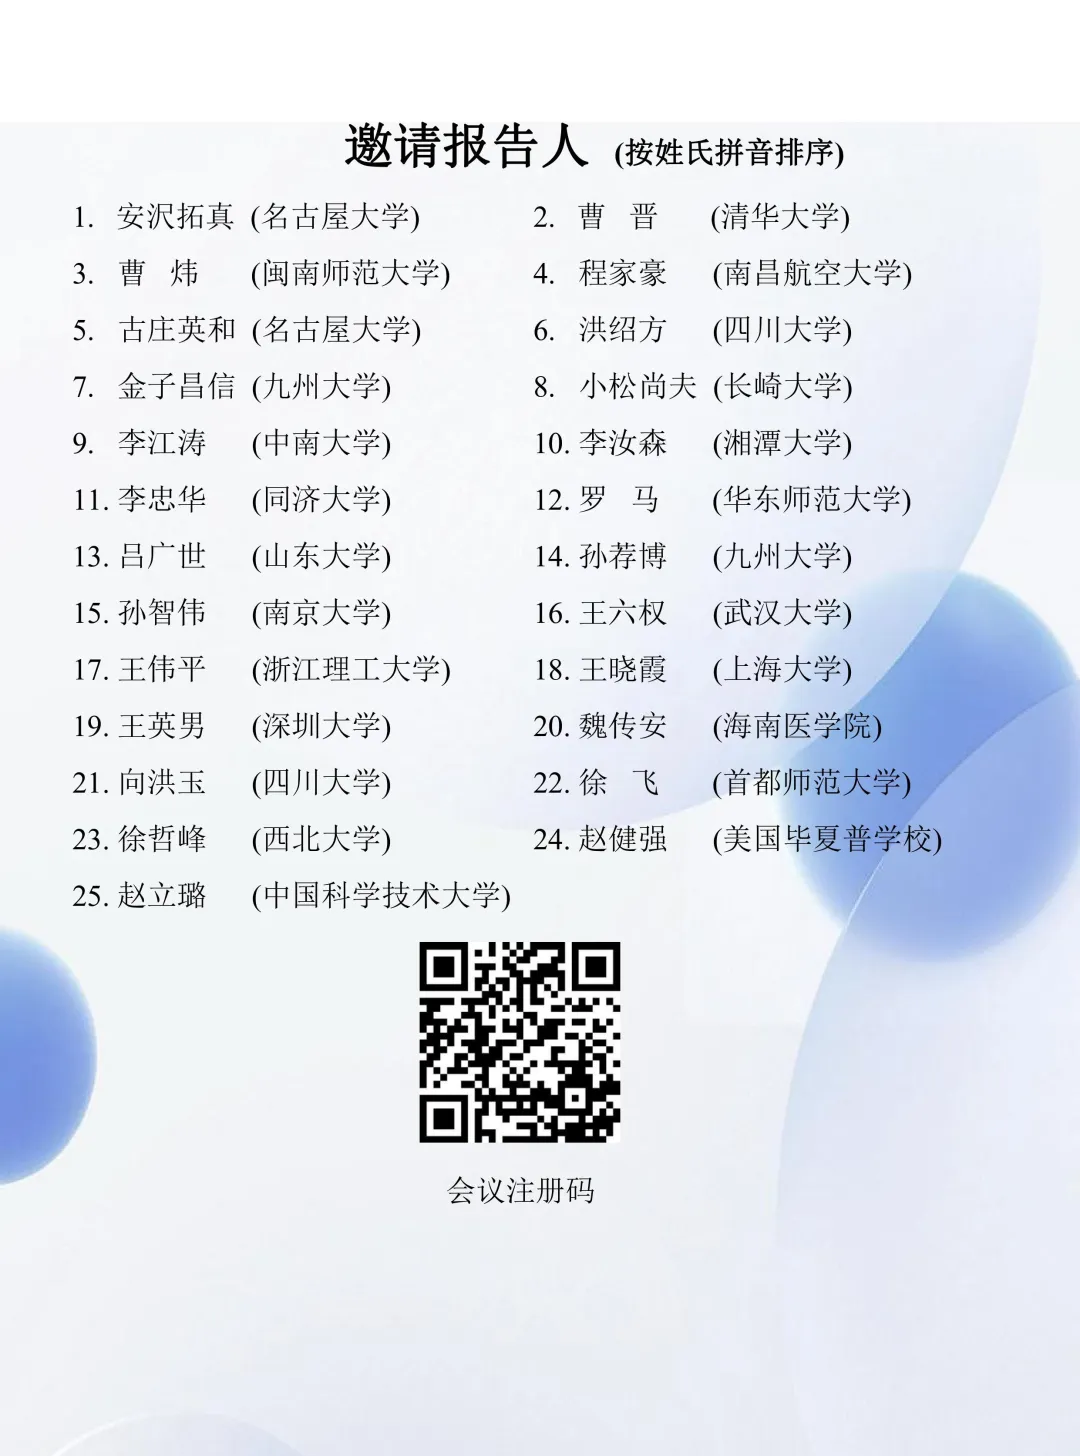 邀请报告人 (按姓氏拼音排序)
1. 安沢拓真 (名古屋大学) 2. 曹 晋 (清华大学)
3. 曹 炜 (闽南师范大学) 4. 程家豪 (南昌航空大学)
5. 古庄英和 (名古屋大学) 6. 洪绍方 (四川大学)
7. 金子昌信 (九州大学) 8. 小松尚夫 (长崎大学)
9. 李江涛 (中南大学) 10. 李汝森 (湘潭大学)
11. 李忠华 (同济大学) 12. 罗 马 (华东师范大学)
13. 吕广世 (山东大学) 14. 孙荐博 (九州大学)
15. 孙智伟 (南京大学) 16. 王六权 (武汉大学)
17. 王伟平 (浙江理工大学) 18. 王晓霞 (上海大学)
19. 王英男 (深圳大学) 20. 魏传安 (海南医学院)
21. 向洪玉 (四川大学) 22. 徐 飞 (首都师范大学)
23. 徐哲峰 (西北大学) 24. 赵健强 (美国毕夏普学校)
25. 赵立璐 (中国科学技术大学)
会议注册码